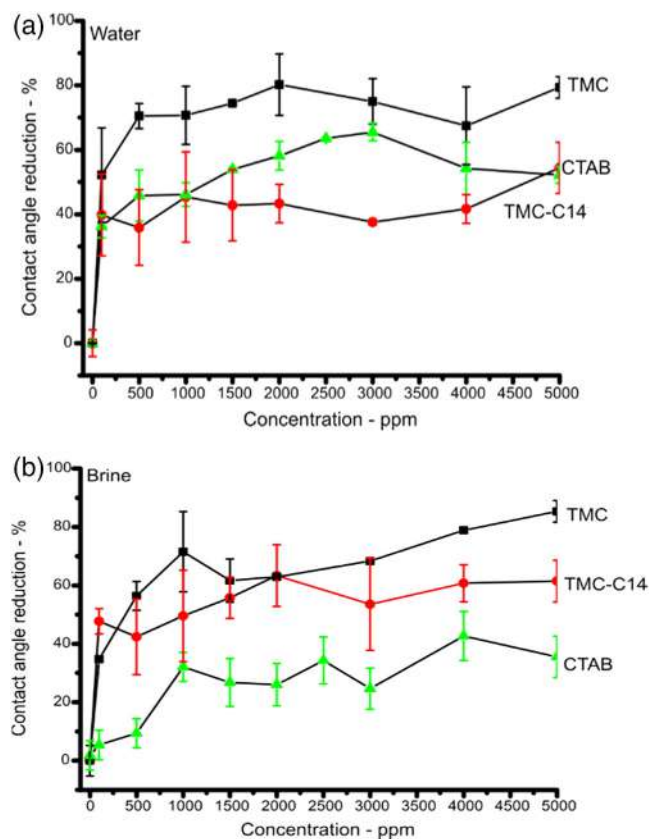 (a)
Water
100
80
60
40
20
0
Contact angle reduction - %
TMC
CTAB
TMC-C14
0 500 1000 1500 2000 2500 3000 3500 4000 4500 5000
Concentration - ppm
(b)
Brine
100
80
60
40
20
0
Contact angle reduction - %
TMC
TMC-C14
CTAB
0 500 1000 1500 2000 2500 3000 3500 4000 4500 5000
Concentration - ppm